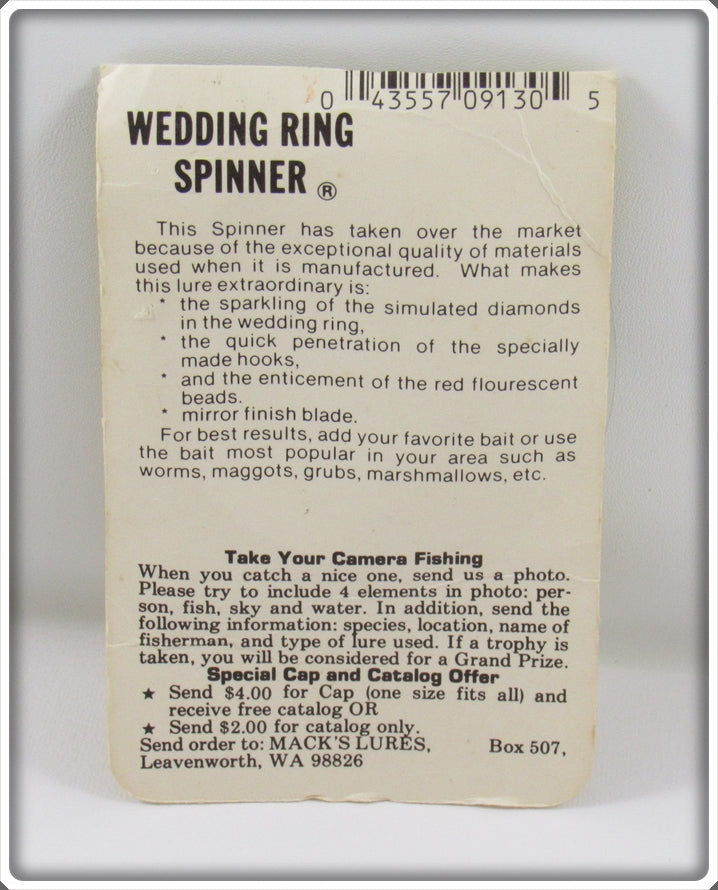 0 43557 09130 5
WEDDING RING
SPINNER ®
This Spinner has taken over the market
because of the exceptional quality of materials
used when it is manufactured. What makes
this lure extraordinary is:
* the sparkling of the simulated diamonds
in the wedding ring,
* the quick penetration of the specially
made hooks,
* and the enticement of the red flourescent
beads.
* mirror finish blade.
For best results, add your favorite bait or use
the bait most popular in your area such as
worms, maggots, grubs, marshmallows, etc.
Take Your Camera Fishing
When you catch a nice one, send us a photo.
Please try to include 4 elements in photo: per-
son, fish, sky and water. In addition, send the
following information: species, location, name of
fisherman, and type of lure used. If a trophy is
taken, you will be considered for a Grand Prize.
Special Cap and Catalog Offer
★ Send $4.00 for Cap (one size fits all) and
receive free catalog OR
★ Send $2.00 for catalog only.
Send order to: MACK'S LURES, Box 507,
Leavenworth, WA 98826